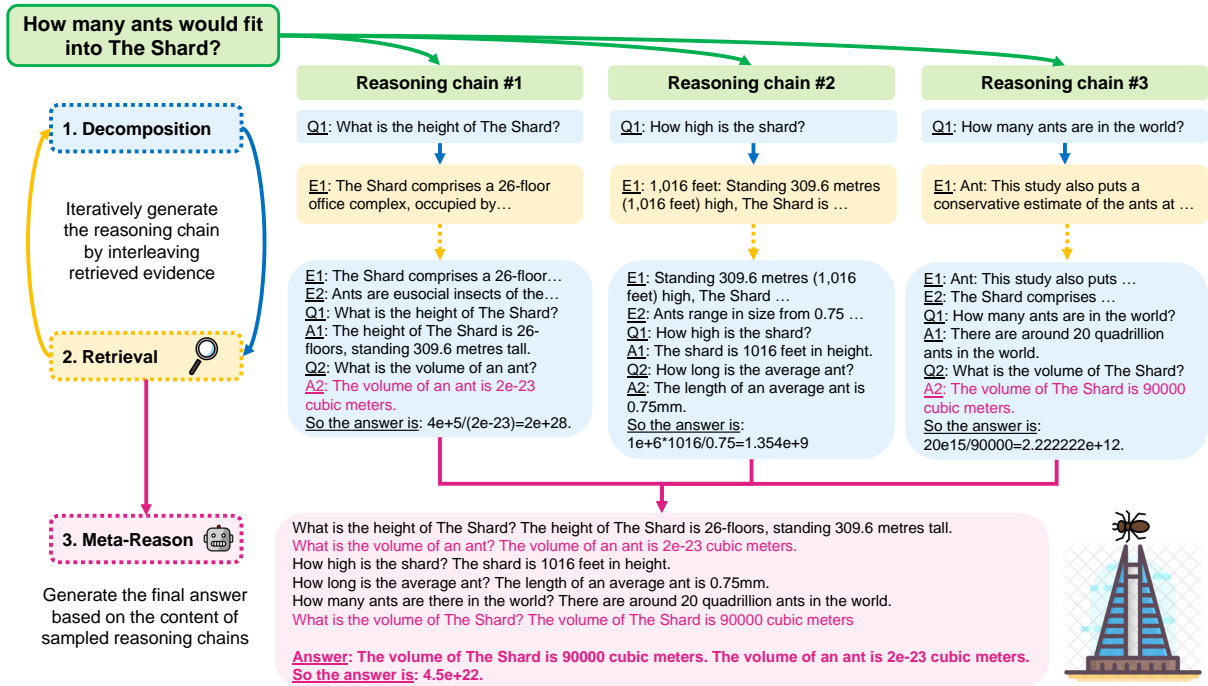 How many ants would fit
into The Shard?
Reasoning chain #1
Reasoning chain #2
Reasoning chain #3
1. Decomposition
Iteratively generate
the reasoning chain
by interleaving
retrieved evidence
2. Retrieval
Q1: What is the height of The Shard?
E1: The Shard comprises a 26-floor
office complex, occupied by…
E1: The Shard comprises a 26-floor…
E2: Ants are eusocial insects of the…
Q1: What is the height of The Shard?
A1: The height of The Shard is 26-
floors, standing 309.6 metres tall.
Q2: What is the volume of an ant?
A2: The volume of an ant is 2e-23
cubic meters.
So the answer is: 4e+5/(2e-23)=2e+28.
Q1: How high is the shard?
E1: 1,016 feet: Standing 309.6 metres
(1,016 feet) high, The Shard is …
E1: Standing 309.6 metres (1,016
feet) high, The Shard …
E2: Ants range in size from 0.75 …
Q1: How high is the shard?
A1: The shard is 1016 feet in height.
Q2: How long is the average ant?
A2: The length of an average ant is
0.75mm.
So the answer is:
1e+6*1016/0.75=1.354e+9
Q1: How many ants are in the world?
E1: Ant: This study also puts a
conservative estimate of the ants at …
E1: Ant: This study also puts …
E2: The Shard comprises …
Q1: How many ants are in the world?
A1: There are around 20 quadrillion
ants in the world.
Q2: What is the volume of The Shard?
A2: The volume of The Shard is 90000
cubic meters.
So the answer is:
20e15/90000=2.222222e+12.
3. Meta-Reason
Generate the final answer
based on the content of
sampled reasoning chains
What is the height of The Shard? The height of The Shard is 26-floors, standing 309.6 metres tall.
What is the volume of an ant? The volume of an ant is 2e-23 cubic meters.
How high is the shard? The shard is 1016 feet in height.
How long is the average ant? The length of an average ant is 0.75mm.
How many ants are there in the world? There are around 20 quadrillion ants in the world.
What is the volume of The Shard? The volume of The Shard is 90000 cubic meters
Answer: The volume of The Shard is 90000 cubic meters. The volume of an ant is 2e-23 cubic meters.
So the answer is: 4.5e+22.